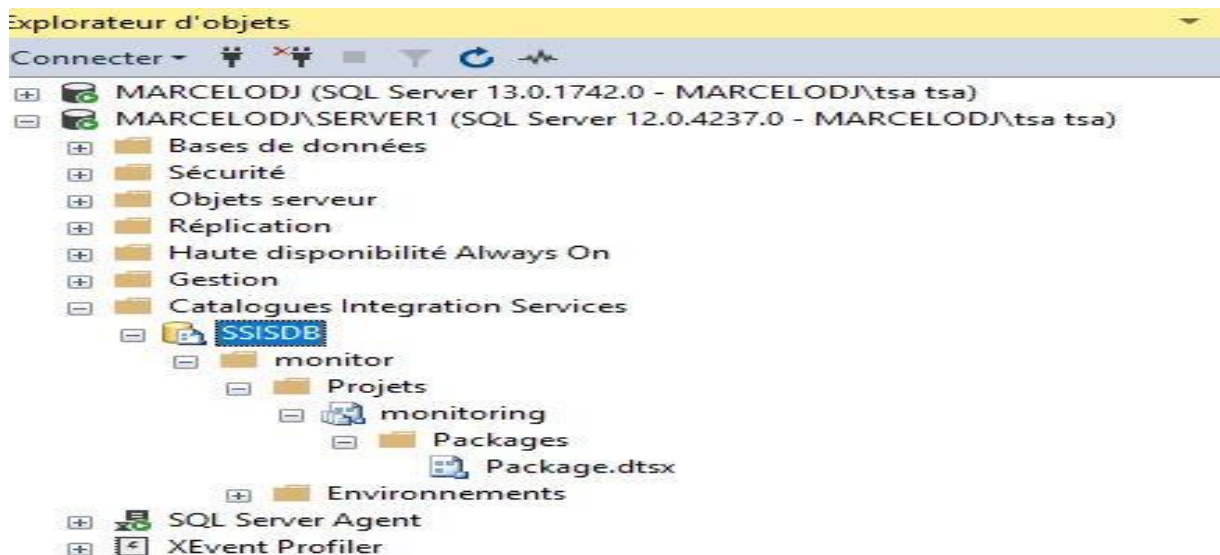 Explorateur d'objets
Connecter
MARCELODJ (SQL Server 13.0.1742.0 - MARCELODJ\tsa tsa)
MARCELODJ\SERVER1 (SQL Server 12.0.4237.0 - MARCELODJ\tsa tsa)
Bases de données
Sécurité
Objets serveur
Réplication
Haute disponibilité Always On
Gestion
Catalogues Integration Services
SSISDB
monitor
Projets
monitoring
Packages
Package.dtsx
Environnements
SQL Server Agent
XEvent Profiler